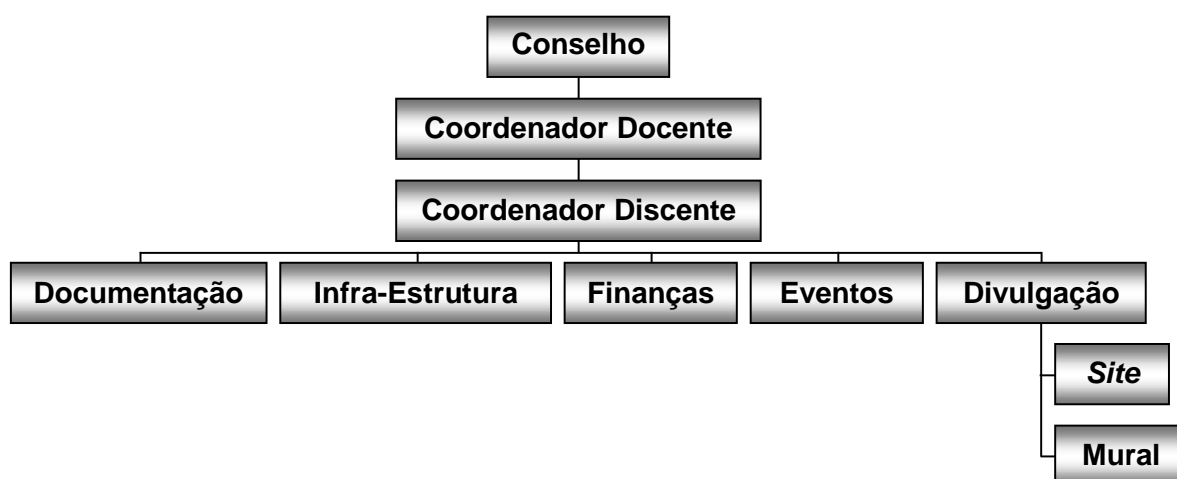 Conselho
Coordenador Docente
Coordenador Discente
Documentação
Infra-Estrutura
Finanças
Eventos
Divulgação
Site
Mural